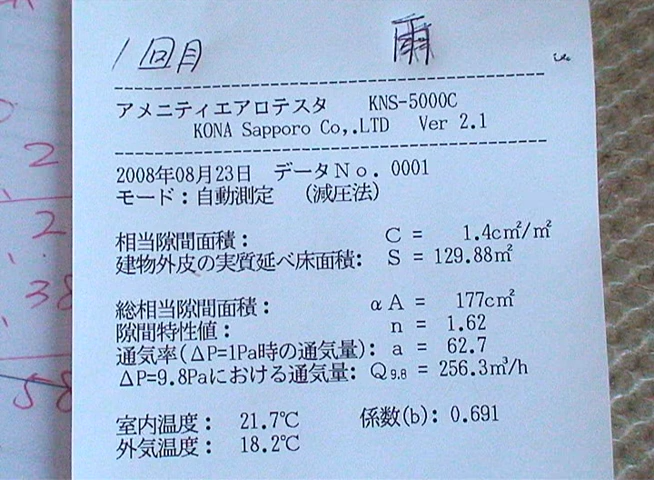 1回目 雨
アメニティエアロテスタ KNS-5000C
KONA Sapporo Co,.LTD Ver 2.1
2008年08月23日 データNo. 0001
モード：自動測定 （減圧法）
相当隙間面積： C = 1.4cm²/m²
建物外皮の実質延べ床面積： S = 129.88m²
総相当隙間面積： αA = 177cm²
隙間特性値： n = 1.62
通気率(ΔP=1Pa時の通気量)： a = 62.7
ΔP=9.8Paにおける通気量： Q9.8 = 256.3m³/h
室内温度： 21.7℃ 係数(b)： 0.691
外気温度： 18.2℃
2
2
38
58